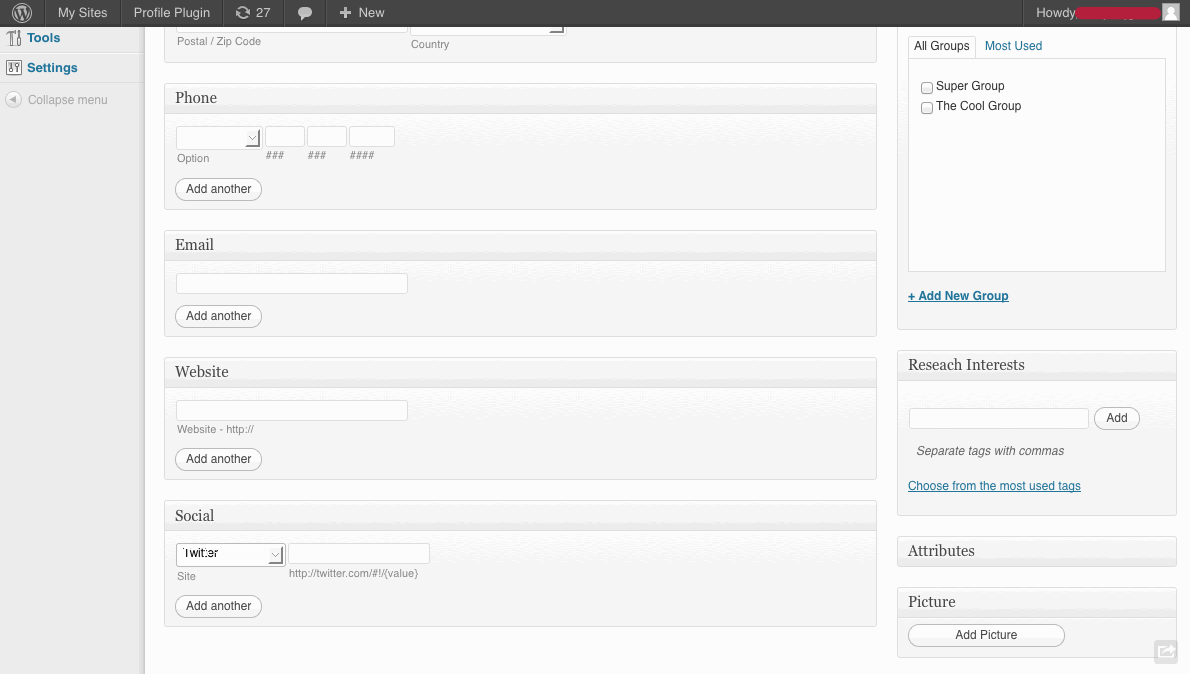 My Sites Profile Plugin 27 New Howdy,
Tools
Settings
Collapse menu
Postal / Zip Code Country
Phone
Option ### ### ####
Add another
Email
Add another
Website
Website - http://
Add another
Social
Twitter
Site http://twitter.com/#!/{value}
Add another
All Groups Most Used
Super Group
The Cool Group
+ Add New Group
Reseach Interests
Add
Separate tags with commas
Choose from the most used tags
Attributes
Picture
Add Picture